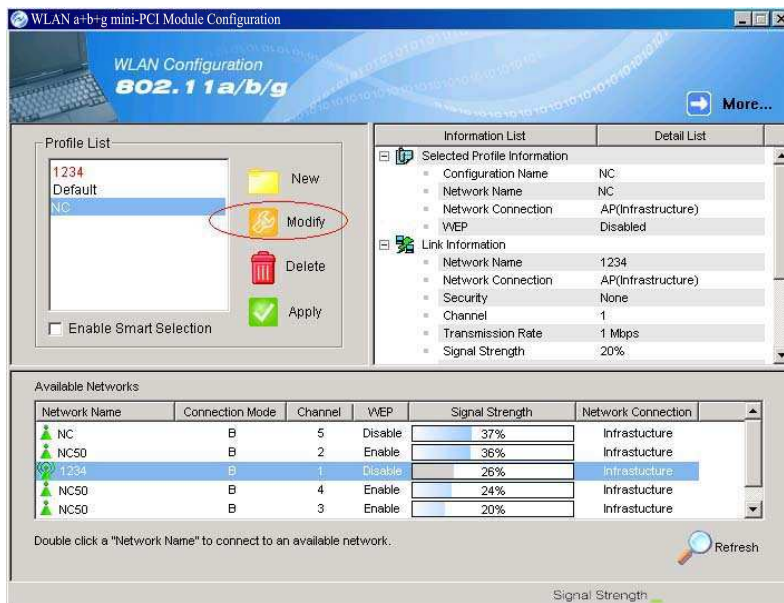 WLAN a+b+g mini-PCI Module Configuration
WLAN Configuration
802.11a/b/g
More...
Profile List
1234
Default
NC
New
Modify
Delete
Apply
Enable Smart Selection
Information List Detail List
Selected Profile Information
Configuration Name NC
Network Name NC
Network Connection AP(Infrastructure)
WEP Disabled
Link Information
Network Name 1234
Network Connection AP(Infrastructure)
Security None
Channel 1
Transmission Rate 1 Mbps
Signal Strength 20%
Available Networks
Network Name Connection Mode Channel WEP Signal Strength Network Connection
NC B 5 Disable 37% Infrastucture
NC50 B 2 Enable 36% Infrastucture
1234 B 1 Disable 26% Infrastucture
NC50 B 4 Enable 24% Infrastucture
NC50 B 3 Enable 20% Infrastucture
Double click a "Network Name" to connect to an available network.
Refresh
Signal Strength